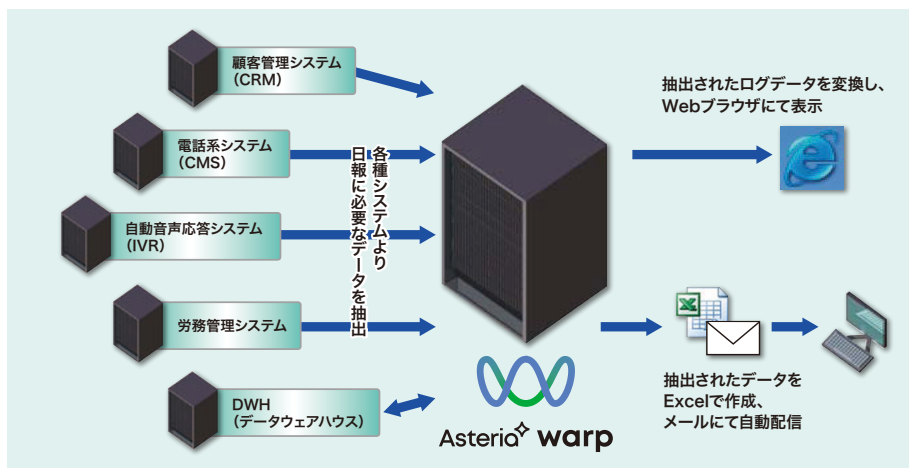 顧客管理システム
（CRM）
電話系システム
（CMS）
自動音声応答システム
（IVR）
労務管理システム
DWH
（データウェアハウス）
各種システムより
日報に必要なデータを抽出
Asteria warp
抽出されたログデータを変換し、
Webブラウザにて表示
抽出されたデータを
Excelで作成、
メールにて自動配信